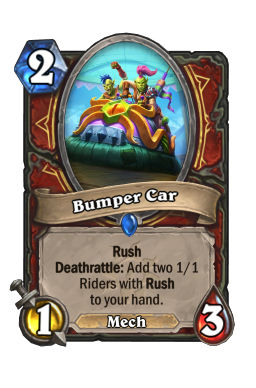 2
Bumper Car
Rush
Deathrattle: Add two 1/1
Riders with Rush
to your hand.
1
Mech
3